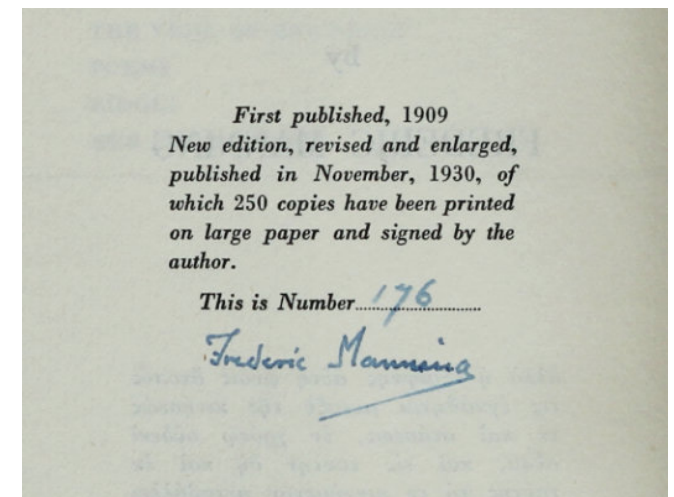 First published, 1909
New edition, revised and enlarged,
published in November, 1930, of
which 250 copies have been printed
on large paper and signed by the
author.
This is Number 176
Frederic Manning